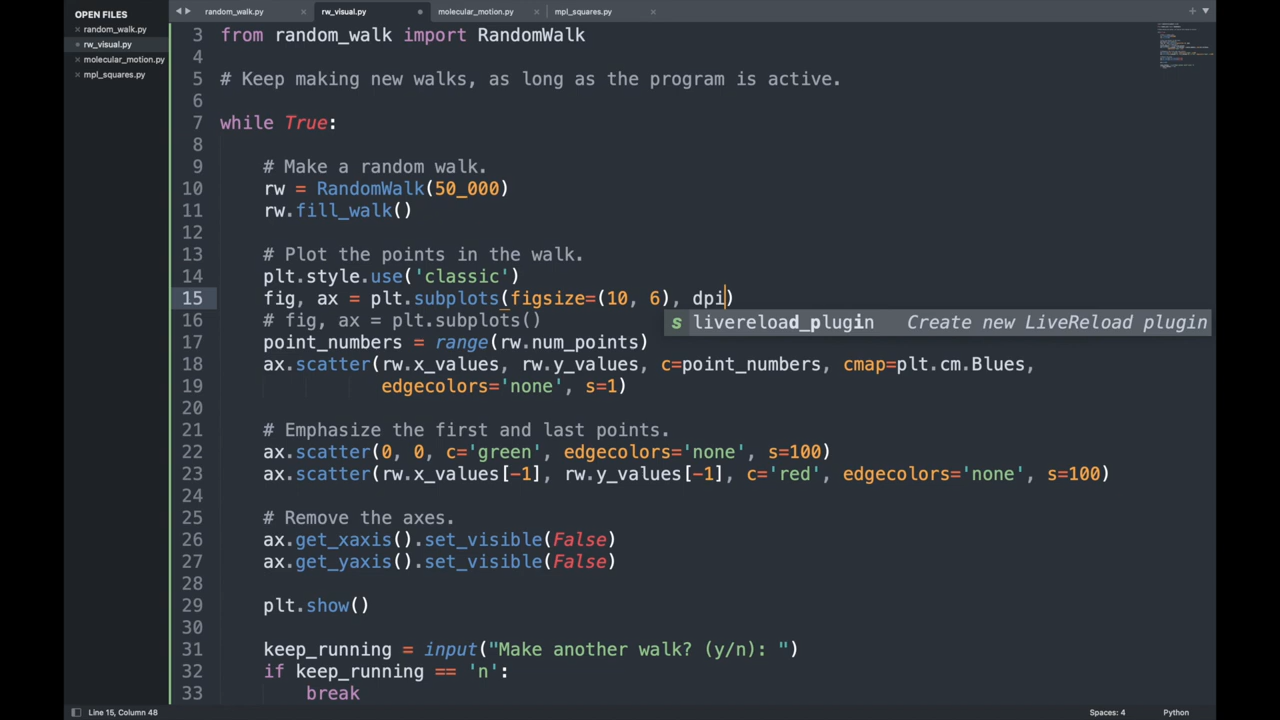 OPEN FILES
random_walk.py
rw_visual.py
molecular_motion.py
mpl_squares.py
random_walk.py
rw_visual.py
molecular_motion.py
mpl_squares.py
3 from random_walk import RandomWalk
4
5 # Keep making new walks, as long as the program is active.
6
7 while True:
8
9 # Make a random walk.
10 rw = RandomWalk(50_000)
11 rw.fill_walk()
12
13 # Plot the points in the walk.
14 plt.style.use('classic')
15 fig, ax = plt.subplots(figsize=(10, 6), dpi)
s livereload_plugin Create new LiveReload plugin
16 # fig, ax = plt.subplots()
17 point_numbers = range(rw.num_points)
18 ax.scatter(rw.x_values, rw.y_values, c=point_numbers, cmap=plt.cm.Blues,
19 edgecolors='none', s=1)
20
21 # Emphasize the first and last points.
22 ax.scatter(0, 0, c='green', edgecolors='none', s=100)
23 ax.scatter(rw.x_values[-1], rw.y_values[-1], c='red', edgecolors='none', s=100)
24
25 # Remove the axes.
26 ax.get_xaxis().set_visible(False)
27 ax.get_yaxis().set_visible(False)
28
29 plt.show()
30
31 keep_running = input("Make another walk? (y/n): ")
32 if keep_running == 'n':
33 break
Line 15, Column 48
Spaces: 4
Python